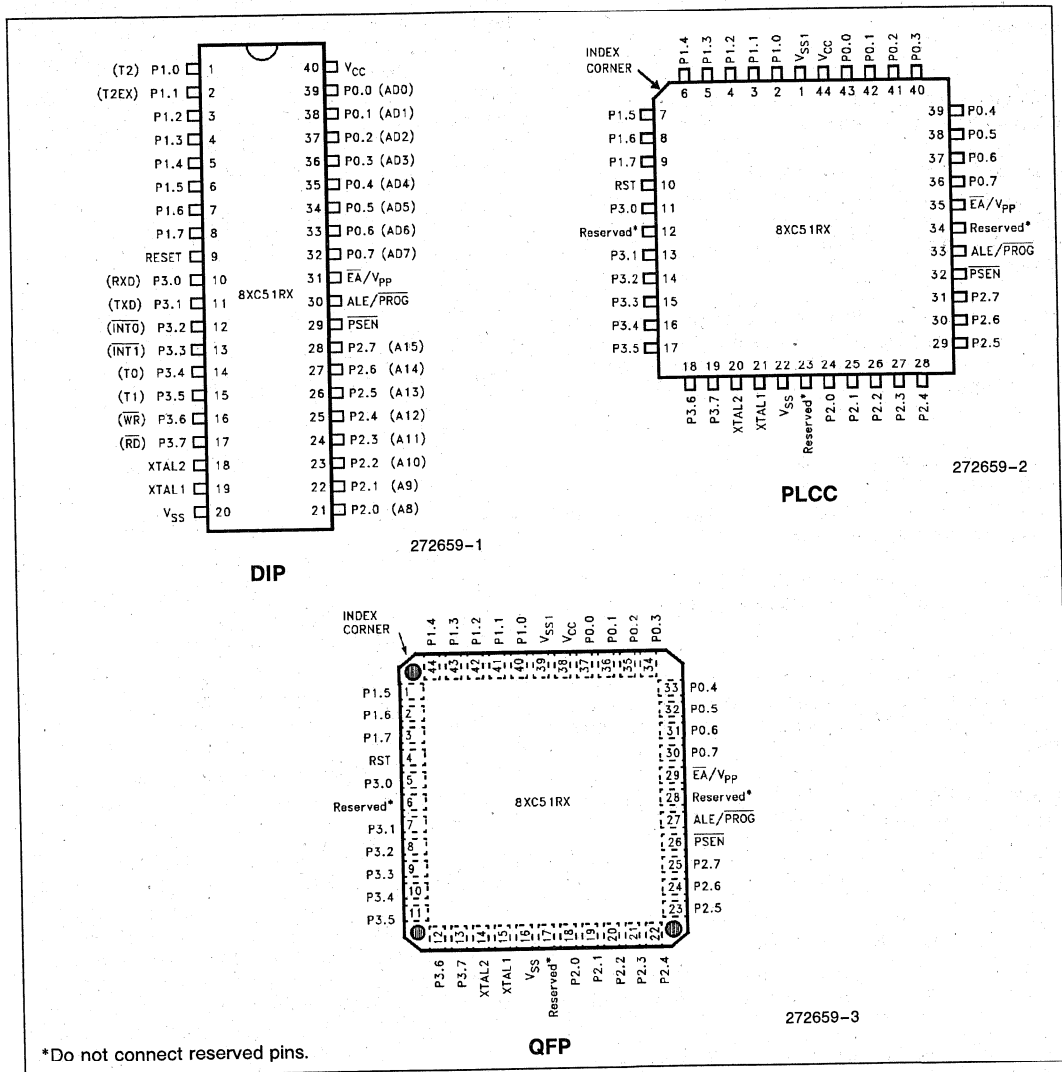 (T2) P1.0 1
(T2EX) P1.1 2
P1.2 3
P1.3 4
P1.4 5
P1.5 6
P1.6 7
P1.7 8
RESET 9
(RXD) P3.0 10
(TXD) P3.1 11
(INT0) P3.2 12
(INT1) P3.3 13
(T0) P3.4 14
(T1) P3.5 15
(WR) P3.6 16
(RD) P3.7 17
XTAL2 18
XTAL1 19
VSS 20
8XC51RX
40 VCC
39 P0.0 (AD0)
38 P0.1 (AD1)
37 P0.2 (AD2)
36 P0.3 (AD3)
35 P0.4 (AD4)
34 P0.5 (AD5)
33 P0.6 (AD6)
32 P0.7 (AD7)
31 EA/VPP
30 ALE/PROG
29 PSEN
28 P2.7 (A15)
27 P2.6 (A14)
26 P2.5 (A13)
25 P2.4 (A12)
24 P2.3 (A11)
23 P2.2 (A10)
22 P2.1 (A9)
21 P2.0 (A8)
272659-1
DIP
INDEX
CORNER
P1.4 P1.3 P1.2 P1.1 P1.0 VSS1 VCC P0.0 P0.1 P0.2 P0.3
6 5 4 3 2 1 44 43 42 41 40
P1.5 7
P1.6 8
P1.7 9
RST 10
P3.0 11
Reserved* 12
P3.1 13
P3.2 14
P3.3 15
P3.4 16
P3.5 17
8XC51RX
39 P0.4
38 P0.5
37 P0.6
36 P0.7
35 EA/VPP
34 Reserved*
33 ALE/PROG
32 PSEN
31 P2.7
30 P2.6
29 P2.5
18 19 20 21 22 23 24 25 26 27 28
P3.6 P3.7 XTAL2 XTAL1 VSS Reserved* P2.0 P2.1 P2.2 P2.3 P2.4
272659-2
PLCC
INDEX
CORNER
P1.4 P1.3 P1.2 P1.1 P1.0 VSS1 VCC P0.0 P0.1 P0.2 P0.3
44 43 42 41 40 39 38 37 36 35 34
P1.5 1
P1.6 2
P1.7 3
RST 4
P3.0 5
Reserved* 6
P3.1 7
P3.2 8
P3.3 9
P3.4 10
P3.5 11
8XC51RX
33 P0.4
32 P0.5
31 P0.6
30 P0.7
29 EA/VPP
28 Reserved*
27 ALE/PROG
26 PSEN
25 P2.7
24 P2.6
23 P2.5
12 13 14 15 16 17 18 19 20 21 22
P3.6 P3.7 XTAL2 XTAL1 VSS Reserved* P2.0 P2.1 P2.2 P2.3 P2.4
272659-3
QFP
*Do not connect reserved pins.